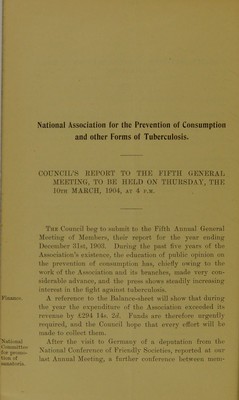 National Association for the Prevention of Consumption
and other Forms of Tuberculosis.
COUNCIL'S REPORT TO THE FIFTH GENERAL
MEETING, TO BE HELD ON THURSDAY, THE
10TH MARCH, 1904, AT 4 P.M.
THE Council beg to submit to the Fifth Annual General
Meeting of Members, their report for the year ending
December 31st, 1903. During the past five years of the
Association's existence, the education of public opinion on
the prevention of consumption has, chiefly owing to the
work of the Association and its branches, made very con-
siderable advance, and the press shows steadily increasing
interest in the fight against tuberculosis.
Finance.
A reference to the Balance-sheet will show that during
the year the expenditure of the Association exceeded its
revenue by £294 14s. 2d. Funds are therefore urgently
required, and the Council hope that every effort will be
made to collect them.
National
Committee
for promo-
tion of
sanatoria.
After the visit to Germany of a deputation from the
National Conference of Friendly Societies, reported at our
last Annual Meeting, a further conference between mem-